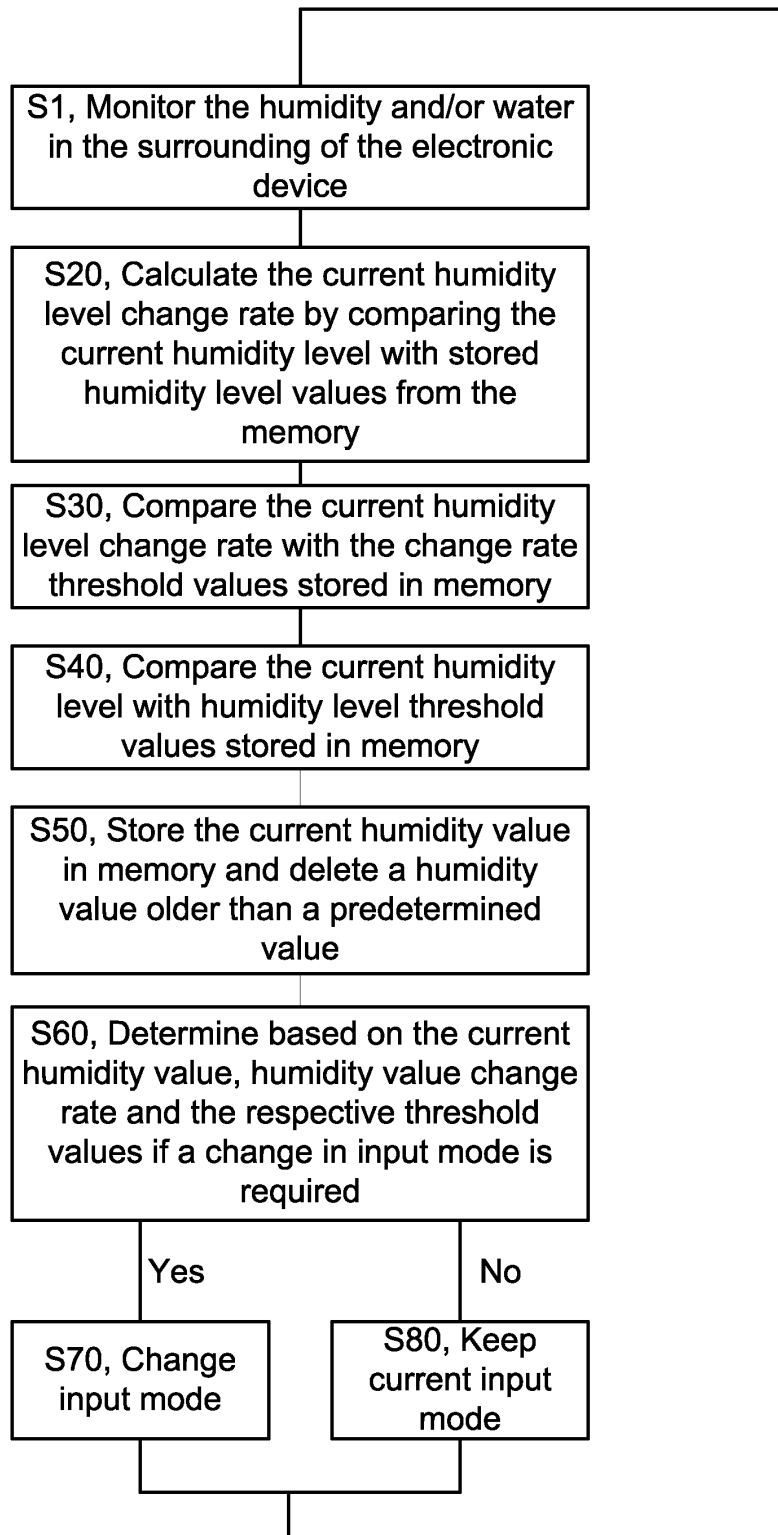 S1, Monitor the humidity and/or water
in the surrounding of the electronic
device
S20, Calculate the current humidity
level change rate by comparing the
current humidity level with stored
humidity level values from the
memory
S30, Compare the current humidity
level change rate with the change rate
threshold values stored in memory
S40, Compare the current humidity
level with humidity level threshold
values stored in memory
S50, Store the current humidity value
in memory and delete a humidity
value older than a predetermined
value
S60, Determine based on the current
humidity value, humidity value change
rate and the respective threshold
values if a change in input mode is
required
Yes
No
S70, Change
input mode
S80, Keep
current input
mode